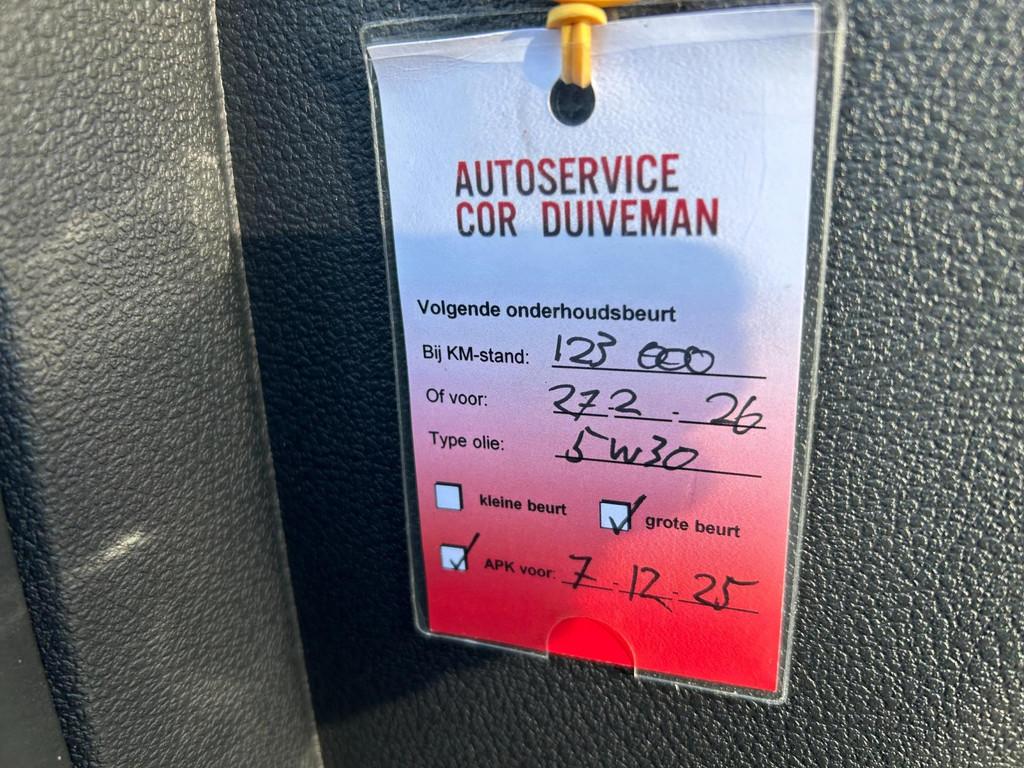 AUTOSERVICE
COR DUIVEMAN
Volgende onderhoudsbeurt
Bij KM-stand: 123 000
Of voor: 27-2-26
Type olie: 5W30
kleine beurt grote beurt
APK voor: 7-12-25